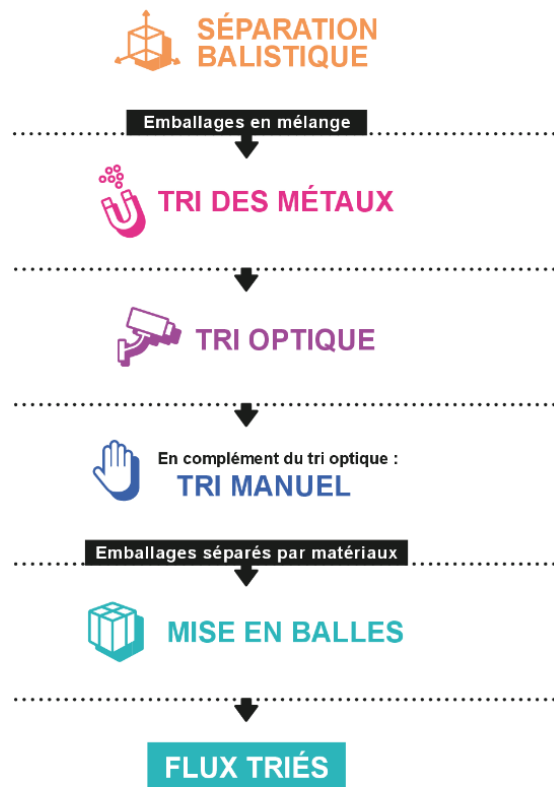 SÉPARATION
BALISTIQUE
Emballages en mélange
TRI DES MÉTAUX
TRI OPTIQUE
En complément du tri optique :
TRI MANUEL
Emballages séparés par matériaux
MISE EN BALLES
FLUX TRIÉS